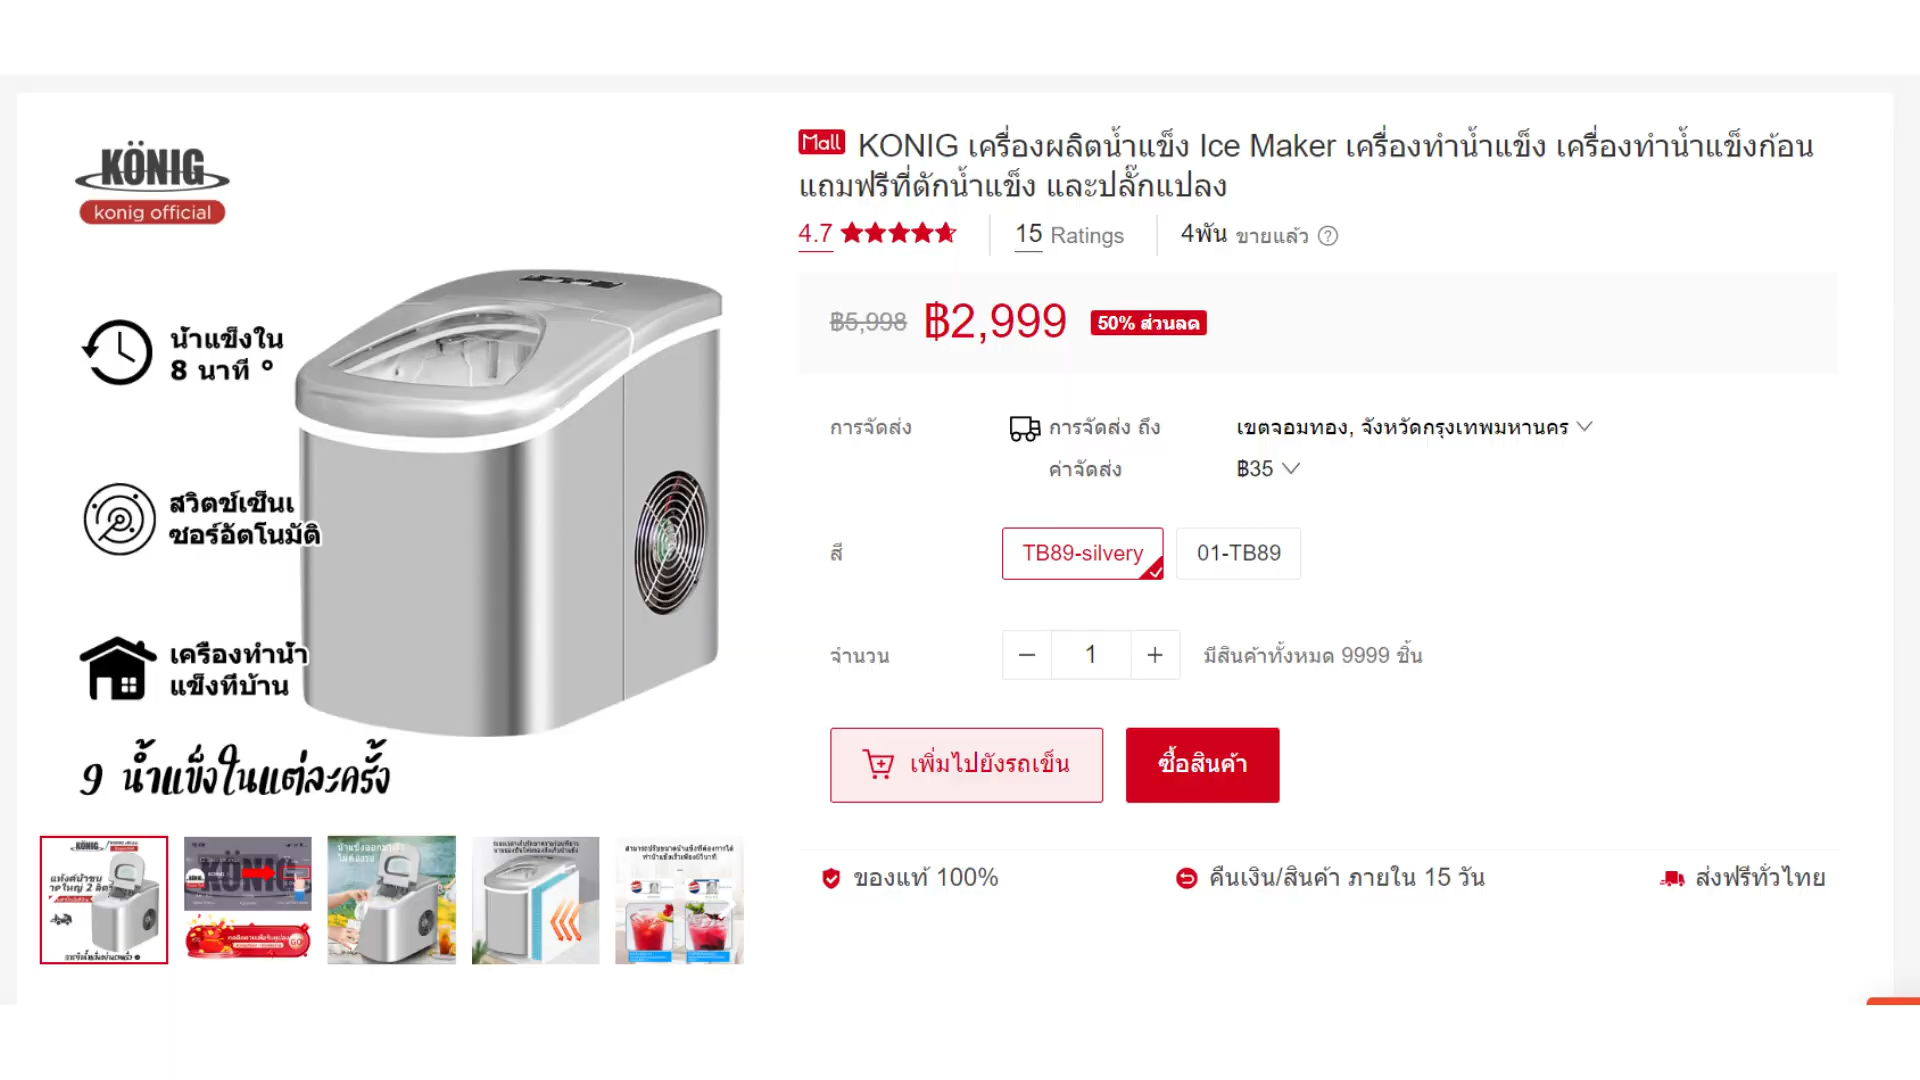 KÖNIG
konig official
น้ำแข็งใน
8 นาที °
สวิตช์เซ็นเ
ซอร์อัตโนมัติ
เครื่องทำน้ำ
แข็งที่บ้าน
9 น้ำแข็งในแต่ละครั้ง
Mall KONIG เครื่องผลิตน้ำแข็ง Ice Maker เครื่องทำน้ำแข็ง เครื่องทำน้ำแข็งก้อน
แถมฟรีที่ตักน้ำแข็ง และปลั๊กแปลง
4.7 15 Ratings 4พัน ขายแล้ว ?
฿5,998 ฿2,999 50% ส่วนลด
การจัดส่ง การจัดส่ง ถึง เขตจอมทอง, จังหวัดกรุงเทพมหานคร
ค่าจัดส่ง ฿35
สี TB89-silvery 01-TB89
จำนวน − 1 + มีสินค้าทั้งหมด 9999 ชิ้น
เพิ่มไปยังรถเข็น ซื้อสินค้า
ของแท้ 100% คืนเงิน/สินค้า ภายใน 15 วัน ส่งฟรีทั่วไทย
KÖNIG
KÖNIG
GO